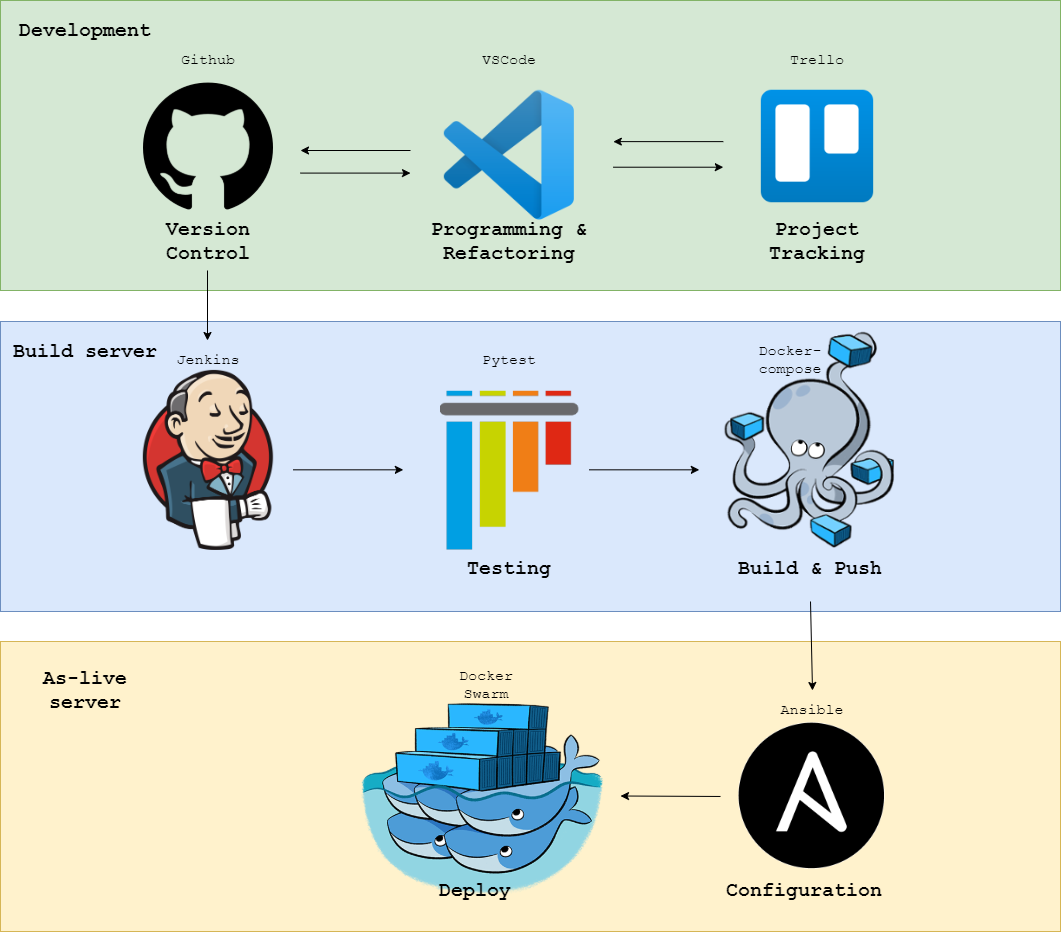 Development
Github
VSCode
Trello
Version
Control
Programming &
Refactoring
Project
Tracking
Build server
Jenkins
Pytest
Docker-
compose
Testing
Build & Push
As-live
server
Docker
Swarm
Ansible
Deploy
Configuration